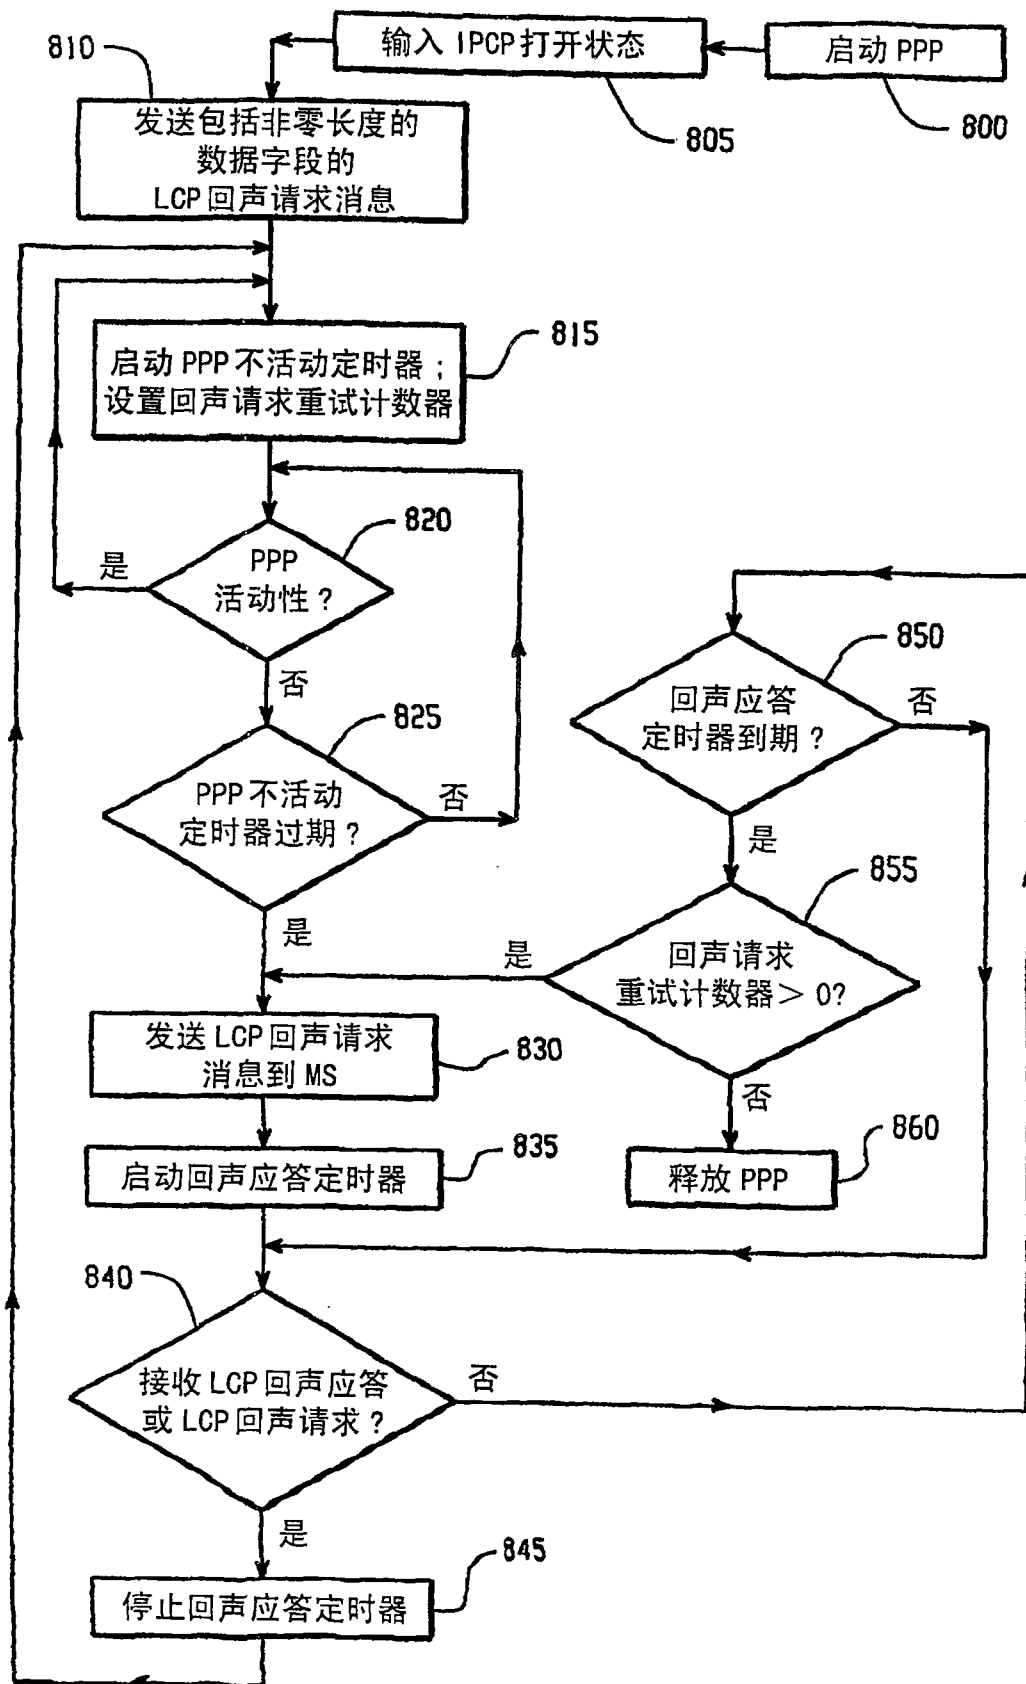 启动 PPP
800
输入 IPCP 打开状态
805
810
发送包括非零长度的
数据字段的
LCP 回声请求消息
815
启动 PPP 不活动定时器;
设置回声请求重试计数器
820
PPP
活动性?
是
否
825
PPP 不活动
定时器过期?
否
是
830
发送 LCP 回声请求
消息到 MS
835
启动回声应答定时器
840
接收 LCP 回声应答
或 LCP 回声请求?
否
是
845
停止回声应答定时器
850
回声应答
定时器到期?
否
是
855
回声请求
重试计数器> 0?
是
否
860
释放 PPP